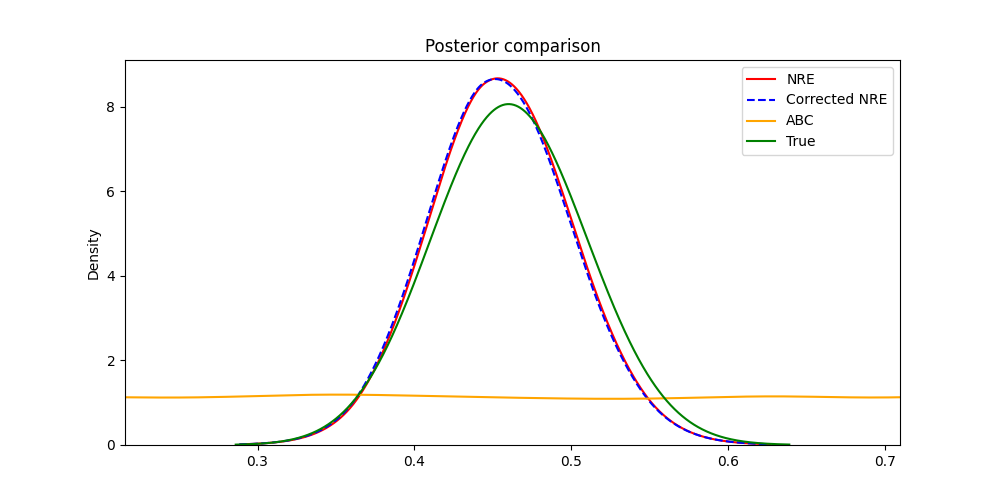 Posterior comparison
NRE
Corrected NRE
ABC
True
Density
8
6
4
2
0
0.3 0.4 0.5 0.6 0.7